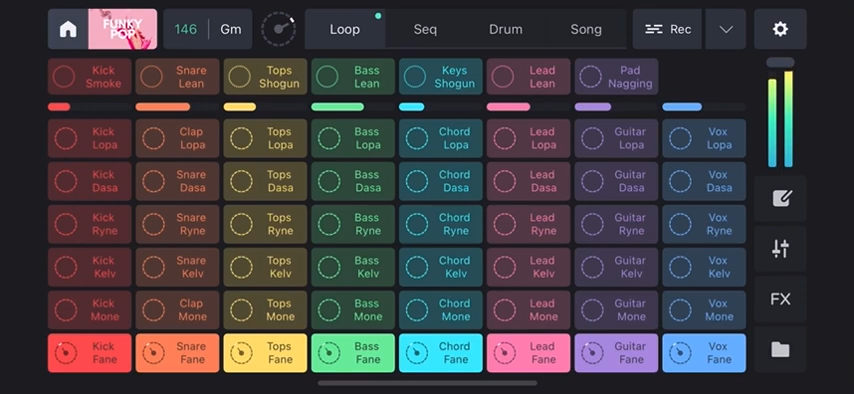 FUNKY
POP
146
Gm
Loop
Seq
Drum
Song
Rec
Kick
Smoke
Snare
Lean
Tops
Shogun
Bass
Lean
Keys
Shogun
Lead
Lean
Pad
Nagging
Kick
Lopa
Clap
Lopa
Tops
Lopa
Bass
Lopa
Chord
Lopa
Lead
Lopa
Guitar
Lopa
Vox
Lopa
Kick
Dasa
Snare
Dasa
Tops
Dasa
Bass
Dasa
Chord
Dasa
Lead
Dasa
Guitar
Dasa
Vox
Dasa
Kick
Ryne
Snare
Ryne
Tops
Ryne
Bass
Ryne
Chord
Ryne
Lead
Ryne
Guitar
Ryne
Vox
Ryne
Kick
Kelv
Snare
Kelv
Tops
Kelv
Bass
Kelv
Chord
Kelv
Lead
Kelv
Guitar
Kelv
Vox
Kelv
Kick
Mone
Clap
Mone
Tops
Mone
Bass
Mone
Chord
Mone
Lead
Mone
Guitar
Mone
Vox
Mone
FX
Kick
Fane
Snare
Fane
Tops
Fane
Bass
Fane
Chord
Fane
Lead
Fane
Guitar
Fane
Vox
Fane